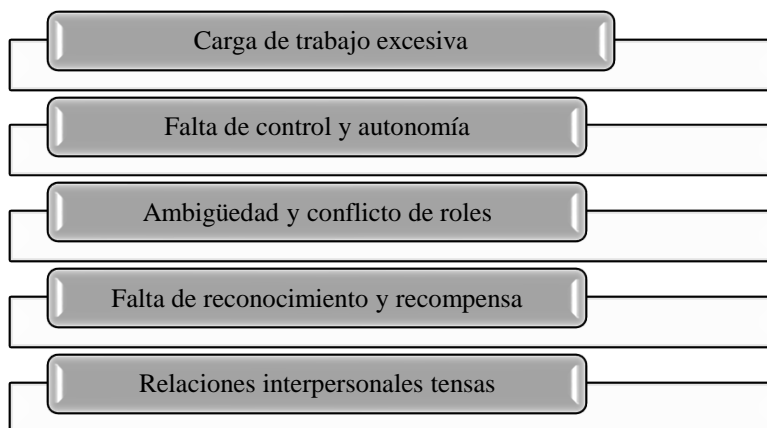 Carga de trabajo excesiva
Falta de control y autonomía
Ambigüedad y conflicto de roles
Falta de reconocimiento y recompensa
Relaciones interpersonales tensas